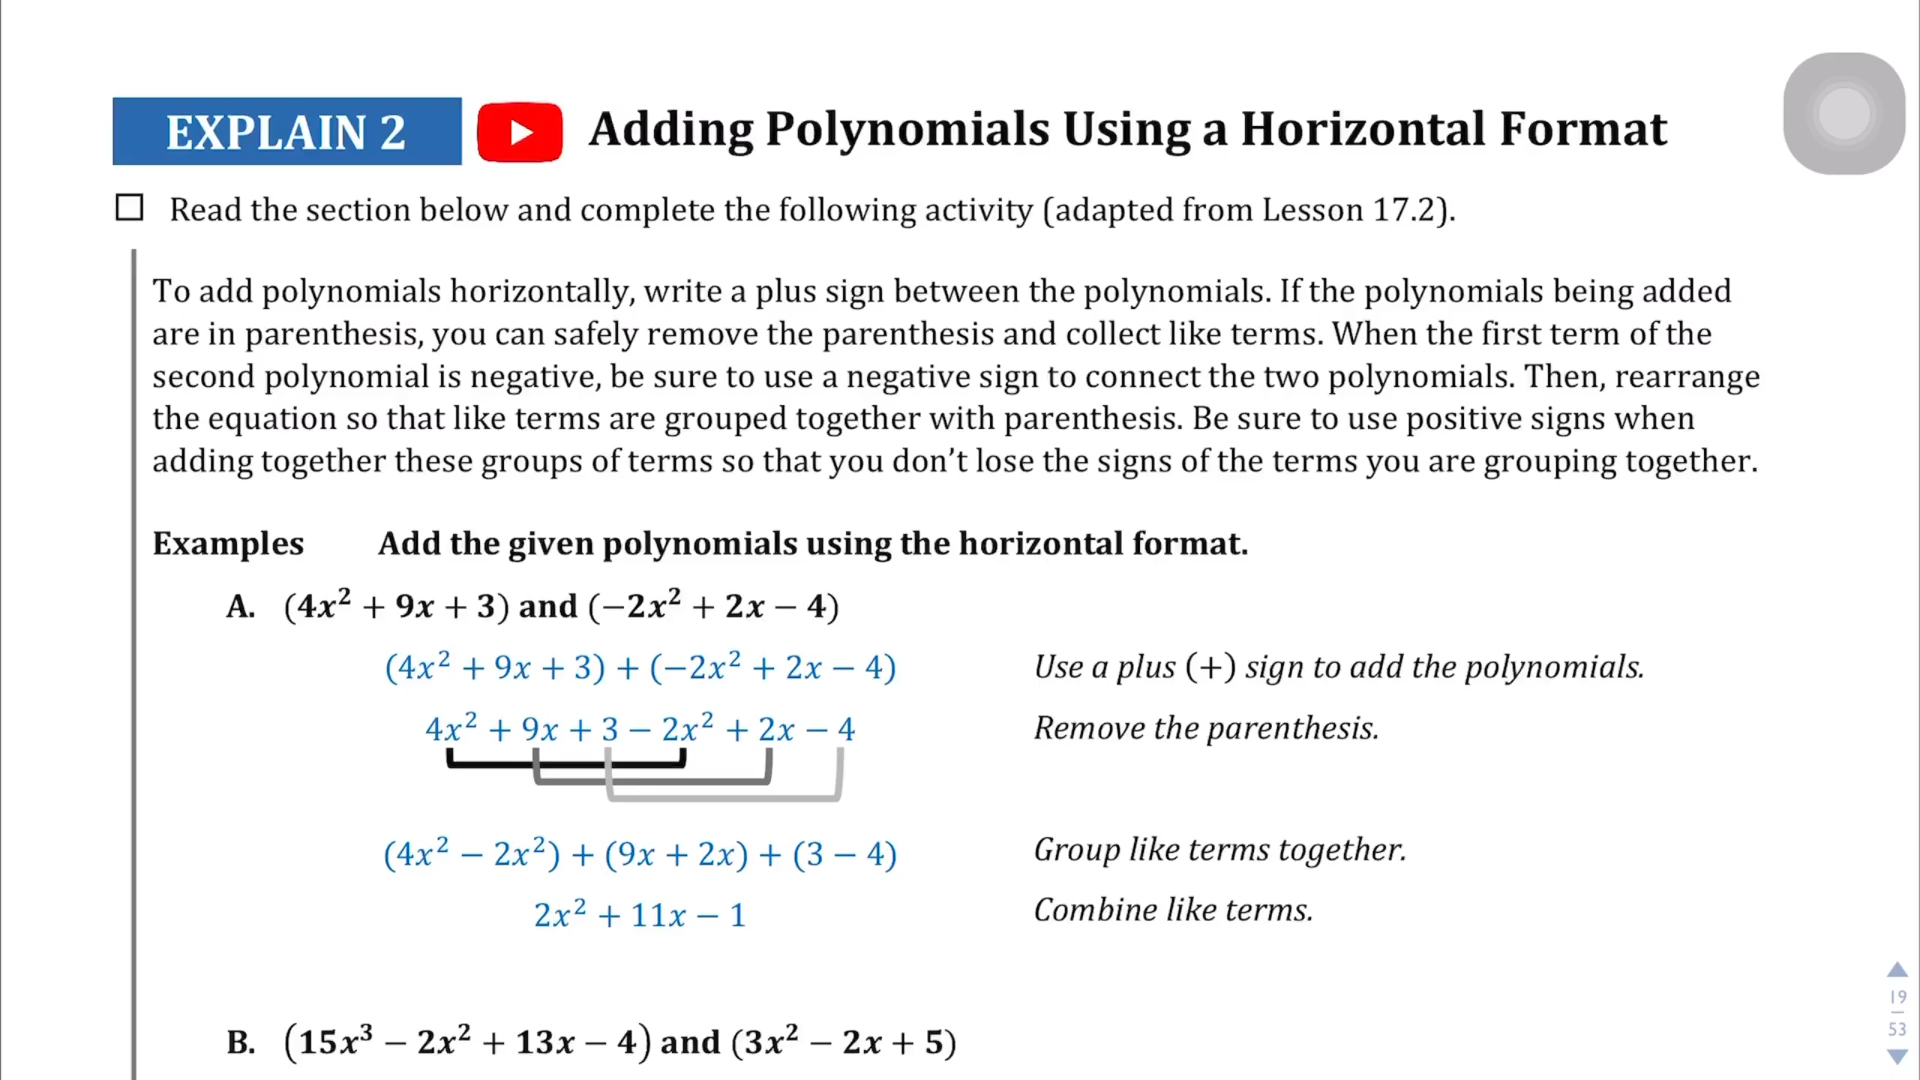 EXPLAIN 2 Adding Polynomials Using a Horizontal Format
Read the section below and complete the following activity (adapted from Lesson 17.2).
To add polynomials horizontally, write a plus sign between the polynomials. If the polynomials being added
are in parenthesis, you can safely remove the parenthesis and collect like terms. When the first term of the
second polynomial is negative, be sure to use a negative sign to connect the two polynomials. Then, rearrange
the equation so that like terms are grouped together with parenthesis. Be sure to use positive signs when
adding together these groups of terms so that you don’t lose the signs of the terms you are grouping together.
Examples Add the given polynomials using the horizontal format.
A. (4x² + 9x + 3) and (−2x² + 2x − 4)
(4x² + 9x + 3) + (−2x² + 2x − 4) Use a plus (+) sign to add the polynomials.
4x² + 9x + 3 − 2x² + 2x − 4 Remove the parenthesis.
(4x² − 2x²) + (9x + 2x) + (3 − 4) Group like terms together.
2x² + 11x − 1 Combine like terms.
B. (15x³ − 2x² + 13x − 4) and (3x² − 2x + 5)
19
53